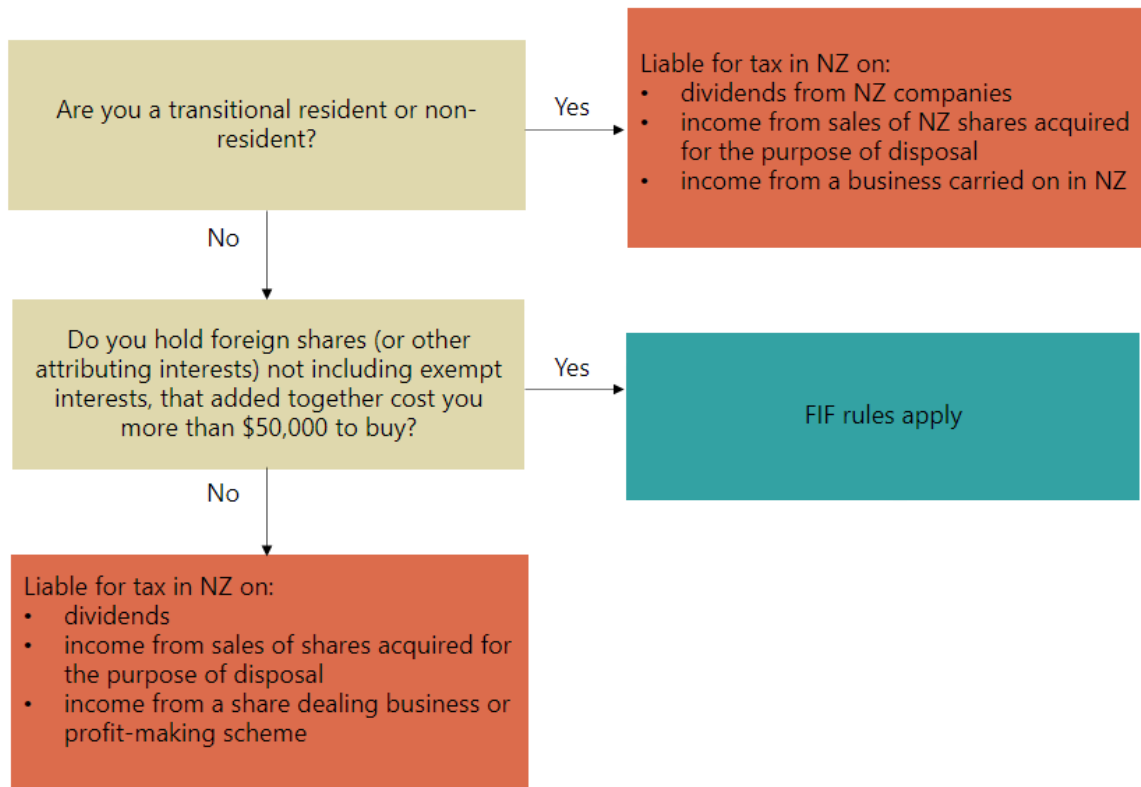 Are you a transitional resident or non-
resident?
Yes
Liable for tax in NZ on:
• dividends from NZ companies
• income from sales of NZ shares acquired
for the purpose of disposal
• income from a business carried on in NZ
No
Do you hold foreign shares (or other
attributing interests) not including exempt
interests, that added together cost you
more than $50,000 to buy?
Yes
FIF rules apply
No
Liable for tax in NZ on:
• dividends
• income from sales of shares acquired for
the purpose of disposal
• income from a share dealing business or
profit-making scheme